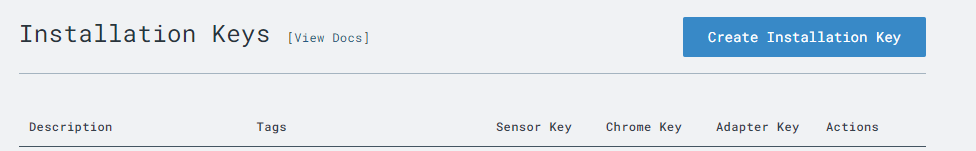 Installation Keys [View Docs] Create Installation Key
Description Tags Sensor Key Chrome Key Adapter Key Actions